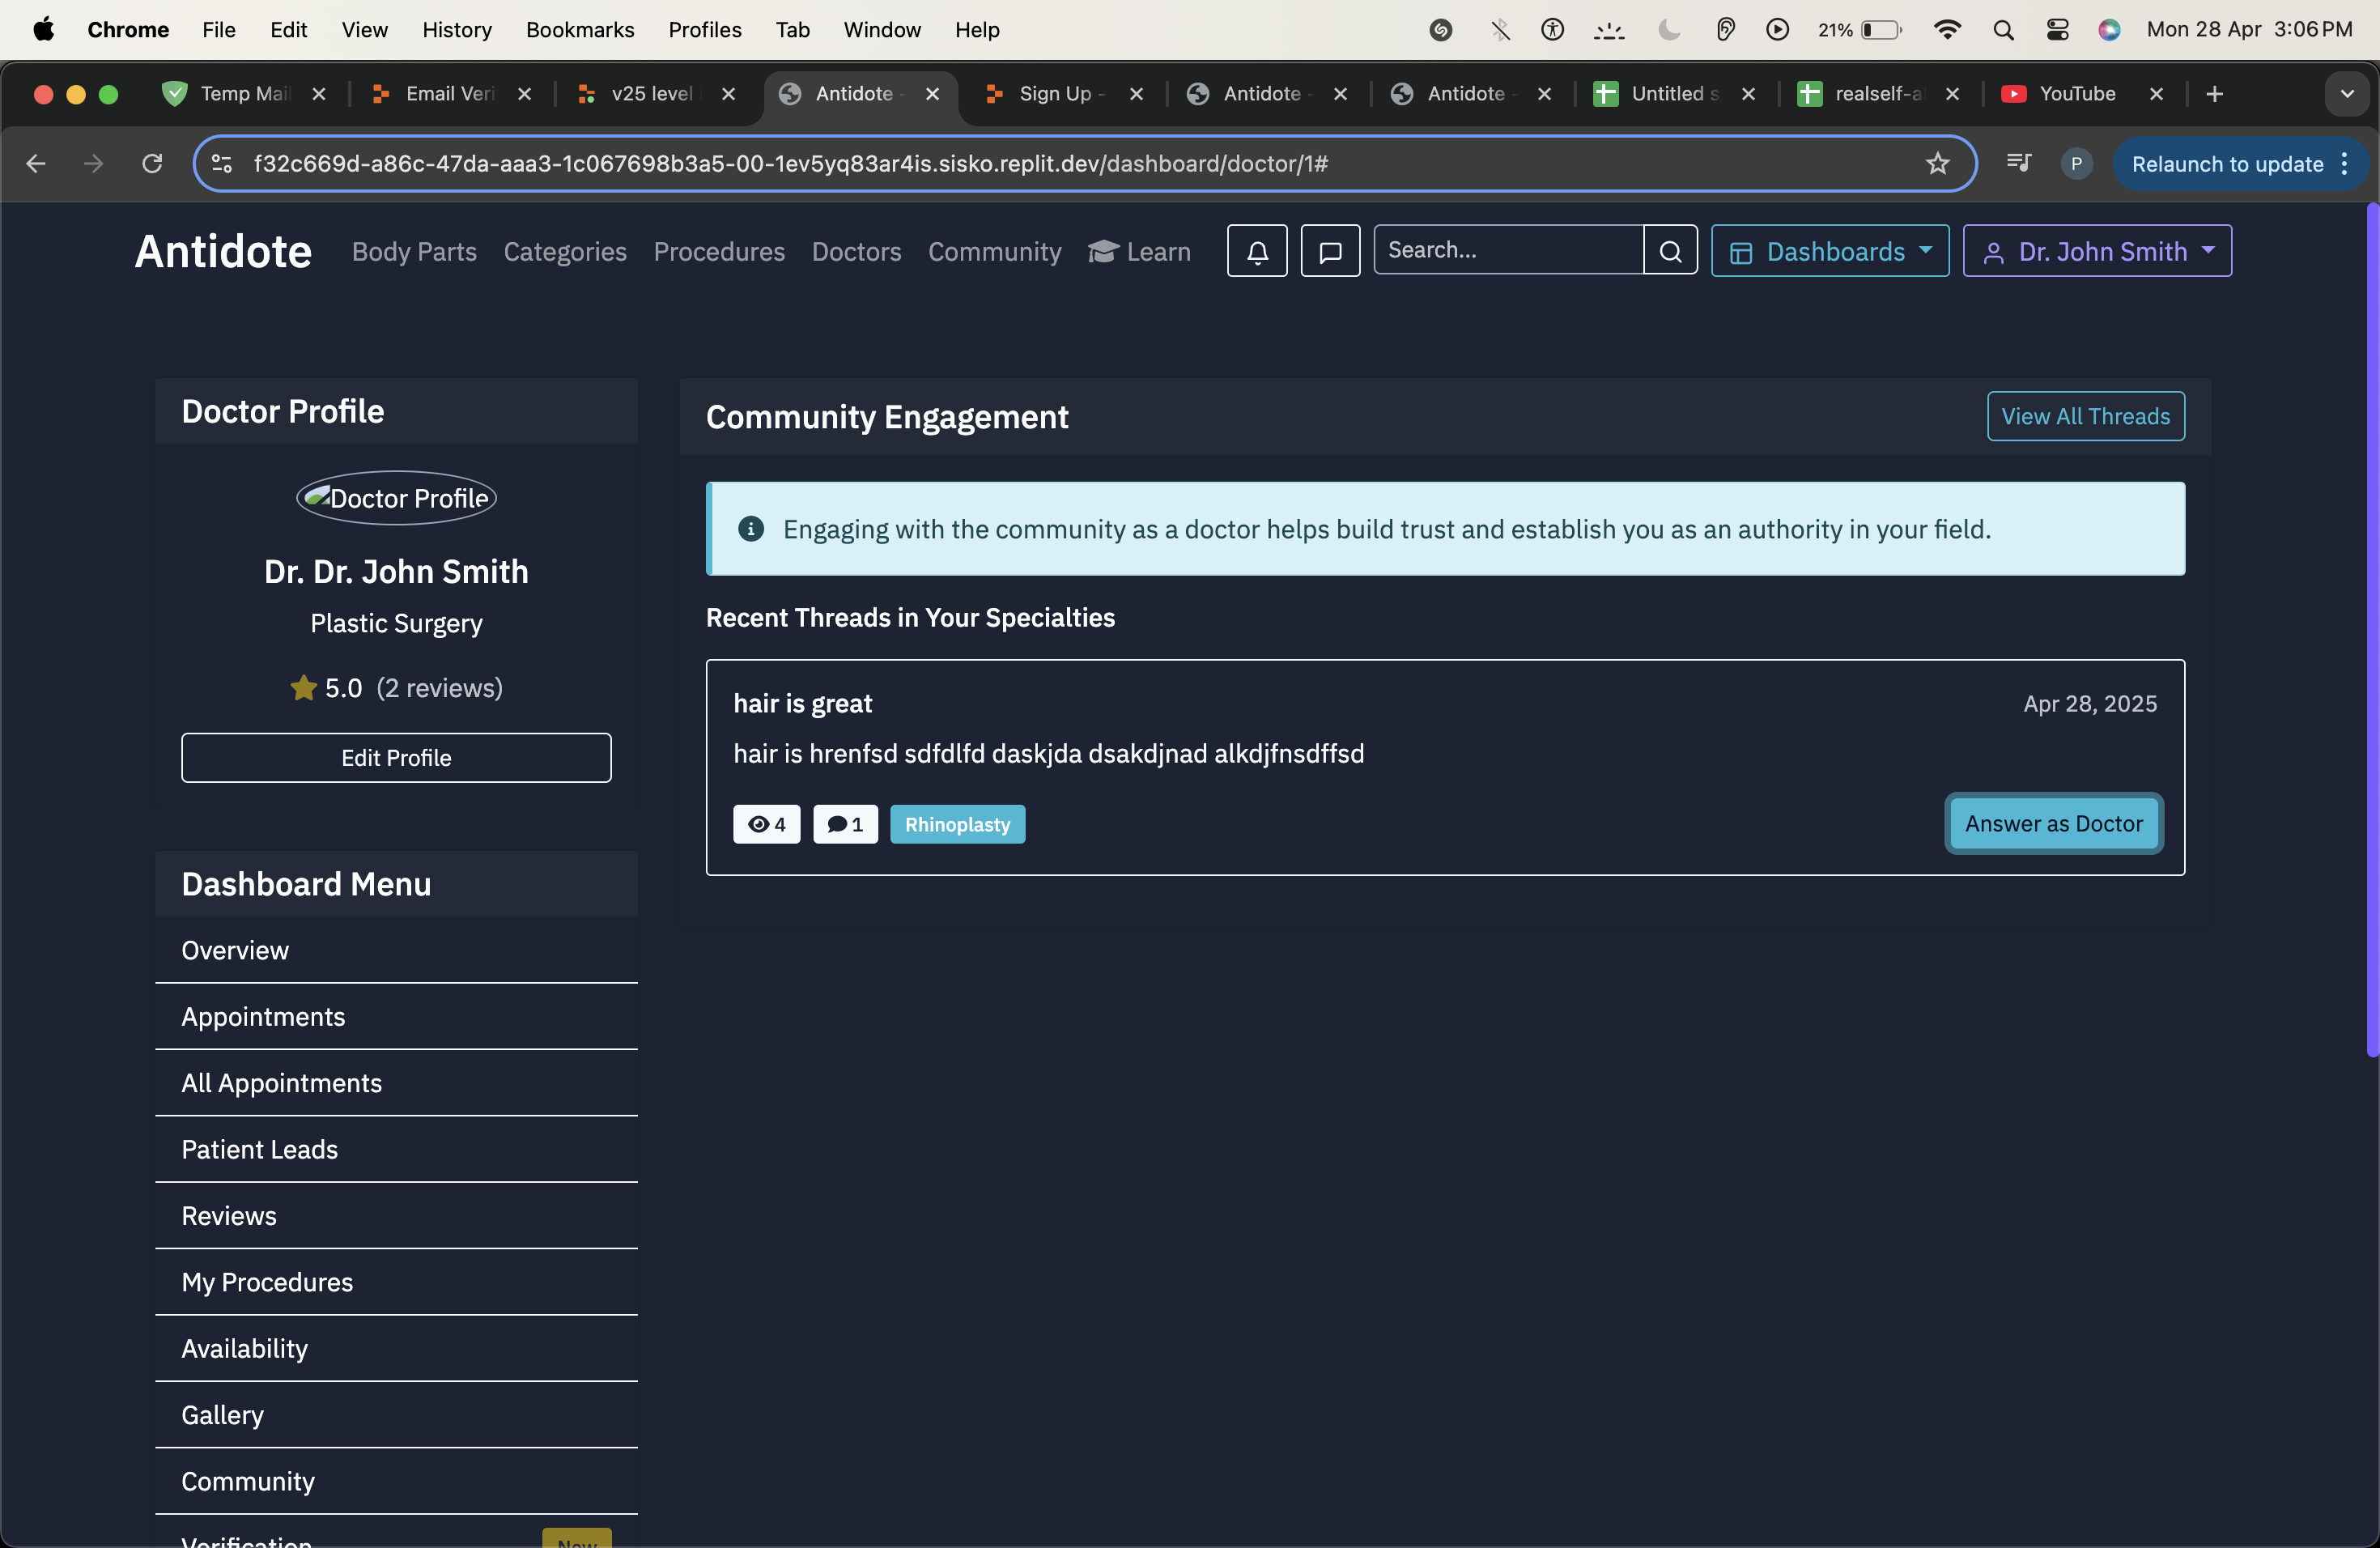 Chrome File Edit View History Bookmarks Profiles Tab Window Help 21% Mon 28 Apr 3:06 PM
Temp Mail Email Veri v25 level Antidote - Sign Up - Antidote - Antidote - Untitled s realself-a YouTube
f32c669d-a86c-47da-aaa3-1c067698b3a5-00-1ev5yq83ar4is.sisko.replit.dev/dashboard/doctor/1# P Relaunch to update
Antidote Body Parts Categories Procedures Doctors Community Learn Search... Dashboards Dr. John Smith
Doctor Profile
Doctor Profile
Dr. Dr. John Smith
Plastic Surgery
5.0 (2 reviews)
Edit Profile
Dashboard Menu
Overview
Appointments
All Appointments
Patient Leads
Reviews
My Procedures
Availability
Gallery
Community
Verification New
Community Engagement View All Threads
Engaging with the community as a doctor helps build trust and establish you as an authority in your field.
Recent Threads in Your Specialties
hair is great Apr 28, 2025
hair is hrenfsd sdfdlfd daskjda dsakdjnad alkdjfnsdffsd
4 1 Rhinoplasty Answer as Doctor